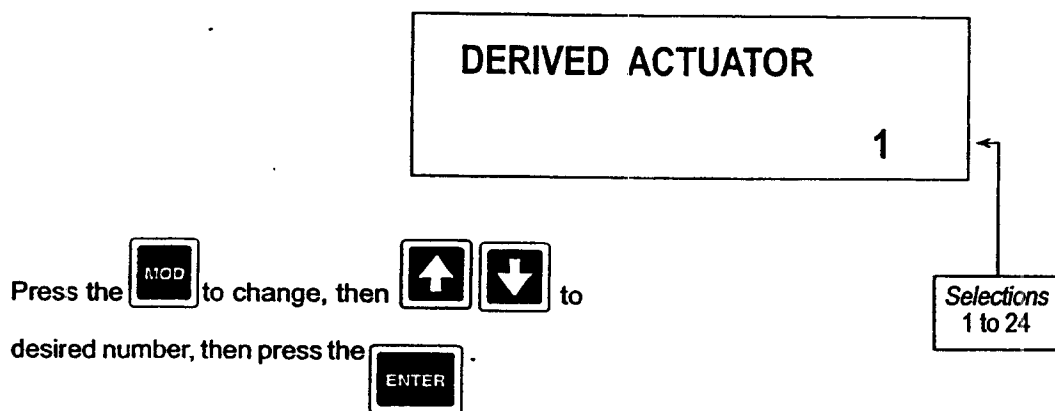 DERIVED ACTUATOR
1
Press the MOD to change, then to
desired number, then press the ENTER .
Selections
1 to 24